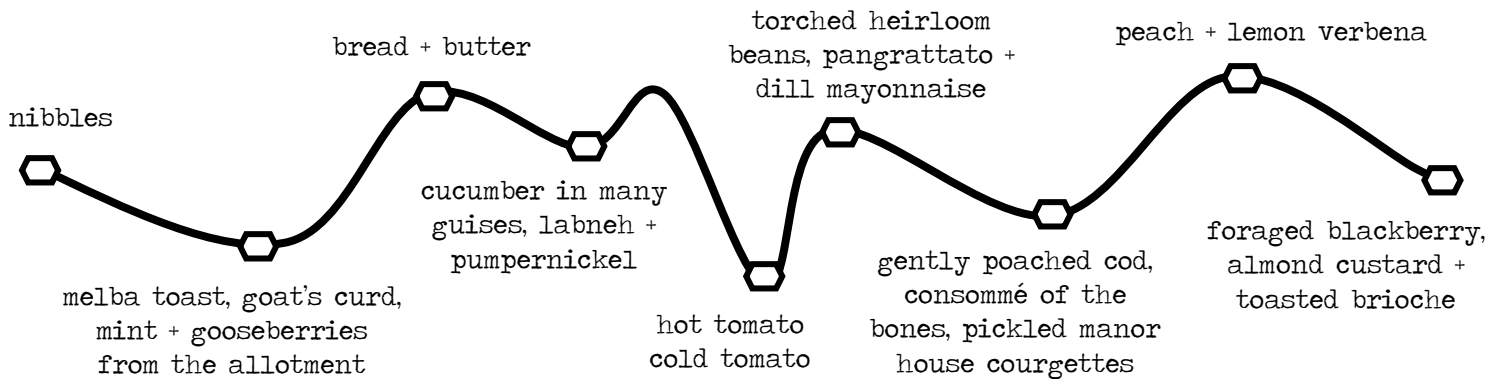 nibbles
melba toast, goat's curd,
mint + gooseberries
from the allotment
bread + butter
cucumber in many
guises, labneh +
pumpernickel
hot tomato
cold tomato
torched heirloom
beans, pangrattato +
dill mayonnaise
gently poached cod,
consommé of the
bones, pickled manor
house courgettes
peach + lemon verbena
foraged blackberry,
almond custard +
toasted brioche